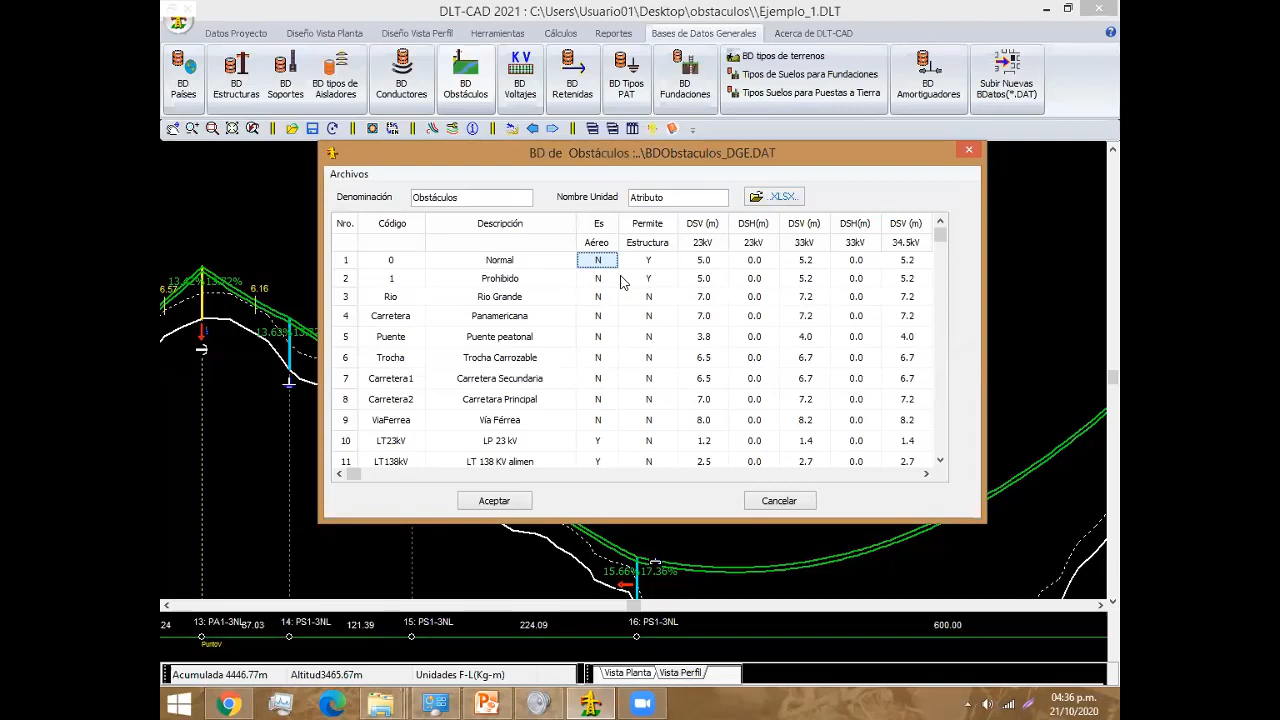 DLT-CAD 2021 : C:\Users\Usuario01\Desktop\obstaculos\\Ejemplo_1.DLT
Datos Proyecto Diseño Vista Planta Diseño Vista Perfil Herramientas Cálculos Reportes Bases de Datos Generales Acerca de DLT-CAD
BD Países
BD Estructuras
BD Soportes
BD tipos de Aisladores
BD Conductores
BD Obstáculos
KV
BD Voltajes
BD Retenidas
BD Tipos PAT
BD Fundaciones
BD tipos de terrenos
Tipos de Suelos para Fundaciones
Tipos Suelos para Puestas a Tierra
BD Amortiguadores
Subir Nuevas BDatos(*.DAT)
BD de Obstáculos :..\BDObstaculos_DGE.DAT
Archivos
Denominación Obstáculos Nombre Unidad Atributo ..XLSX..
Nro. Código Descripción Es Permite DSV (m) DSH(m) DSV (m) DSH(m) DSV (m)
Aéreo Estructura 23kV 23kV 33kV 33kV 34.5kV
1 0 Normal N Y 5.0 0.0 5.2 0.0 5.2
2 1 Prohibido N Y 5.0 0.0 5.2 0.0 5.2
3 Rio Rio Grande N N 7.0 0.0 7.2 0.0 7.2
4 Carretera Panamericana N N 7.0 0.0 7.2 0.0 7.2
5 Puente Puente peatonal N N 3.8 0.0 4.0 0.0 4.0
6 Trocha Trocha Carrozable N N 6.5 0.0 6.7 0.0 6.7
7 Carretera1 Carretera Secundaria N N 6.5 0.0 6.7 0.0 6.7
8 Carretera2 Carretara Principal N N 7.0 0.0 7.2 0.0 7.2
9 ViaFerrea Vía Férrea N N 8.0 0.0 8.2 0.0 8.2
10 LT23kV LP 23 kV Y N 1.2 0.0 1.4 0.0 1.4
11 LT138kV LT 138 KV alimen Y N 2.5 0.0 2.7 0.0 2.7
Aceptar Cancelar
13.42% 13.72%
6.57 6.16
13.63%
15.66% 17.36%
24 13: PA1-3NL 87.03 14: PS1-3NL 121.39 15: PS1-3NL 224.09 16: PS1-3NL 600.00
PuntoV
Acumulada 4446.77m Altitud3465.67m Unidades F-L(Kg-m) Vista Planta Vista Perfil
04:36 p.m.
21/10/2020